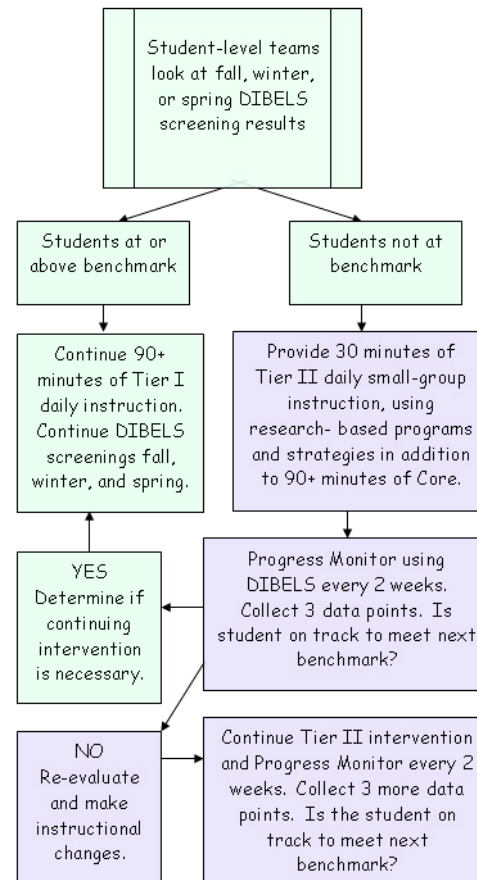 Student-level teams
look at fall, winter,
or spring DIBELS
screening results
Students at or
above benchmark
Students not at
benchmark
Continue 90+
minutes of Tier I
daily instruction.
Continue DIBELS
screenings fall,
winter, and spring.
Provide 30 minutes of
Tier II daily small-group
instruction, using
research- based programs
and strategies in addition
to 90+ minutes of Core.
YES
Determine if
continuing
intervention
is necessary.
Progress Monitor using
DIBELS every 2 weeks.
Collect 3 data points. Is
student on track to meet next
benchmark?
NO
Re-evaluate
and make
instructional
changes.
Continue Tier II intervention
and Progress Monitor every 2
weeks. Collect 3 more data
points. Is the student on
track to meet next
benchmark?